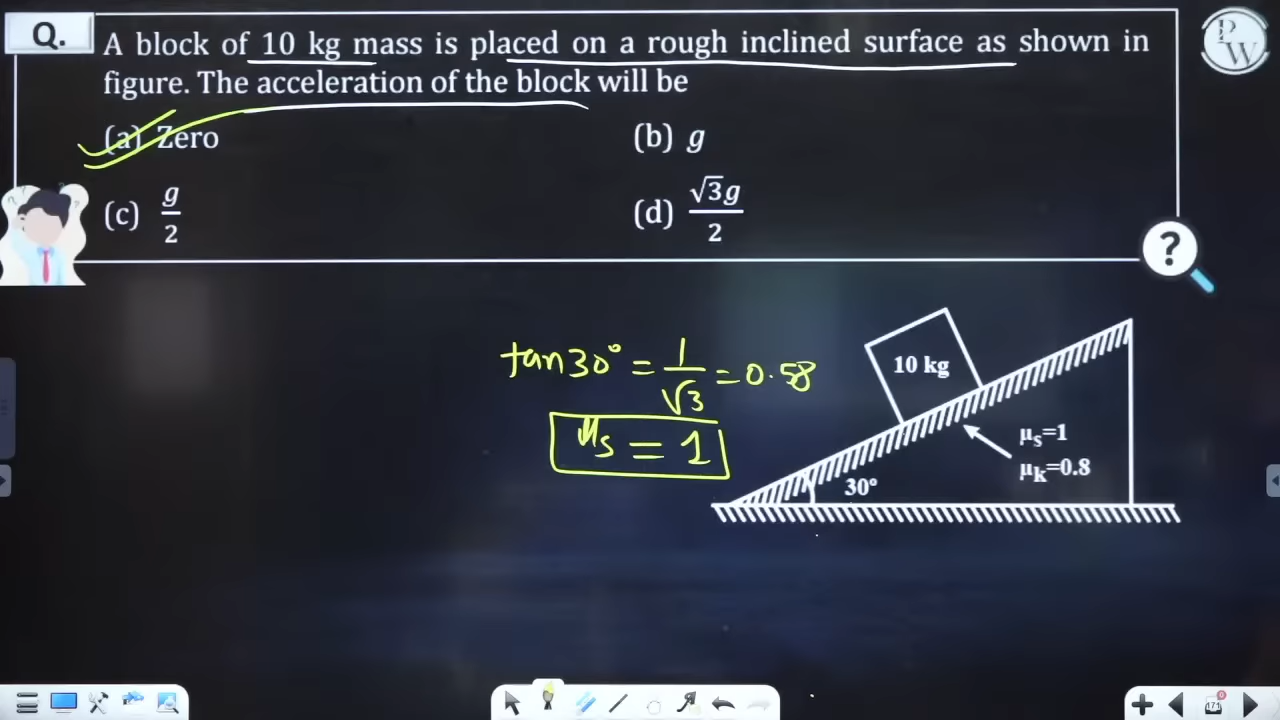 Q.
A block of 10 kg mass is placed on a rough inclined surface as shown in
figure. The acceleration of the block will be
(a) Zero
(b) g
(c) g/2
(d) √3g/2
?
P
W
tan30° = 1/√3 = 0.58
μs = 1
10 kg
μs=1
μk=0.8
30°
171